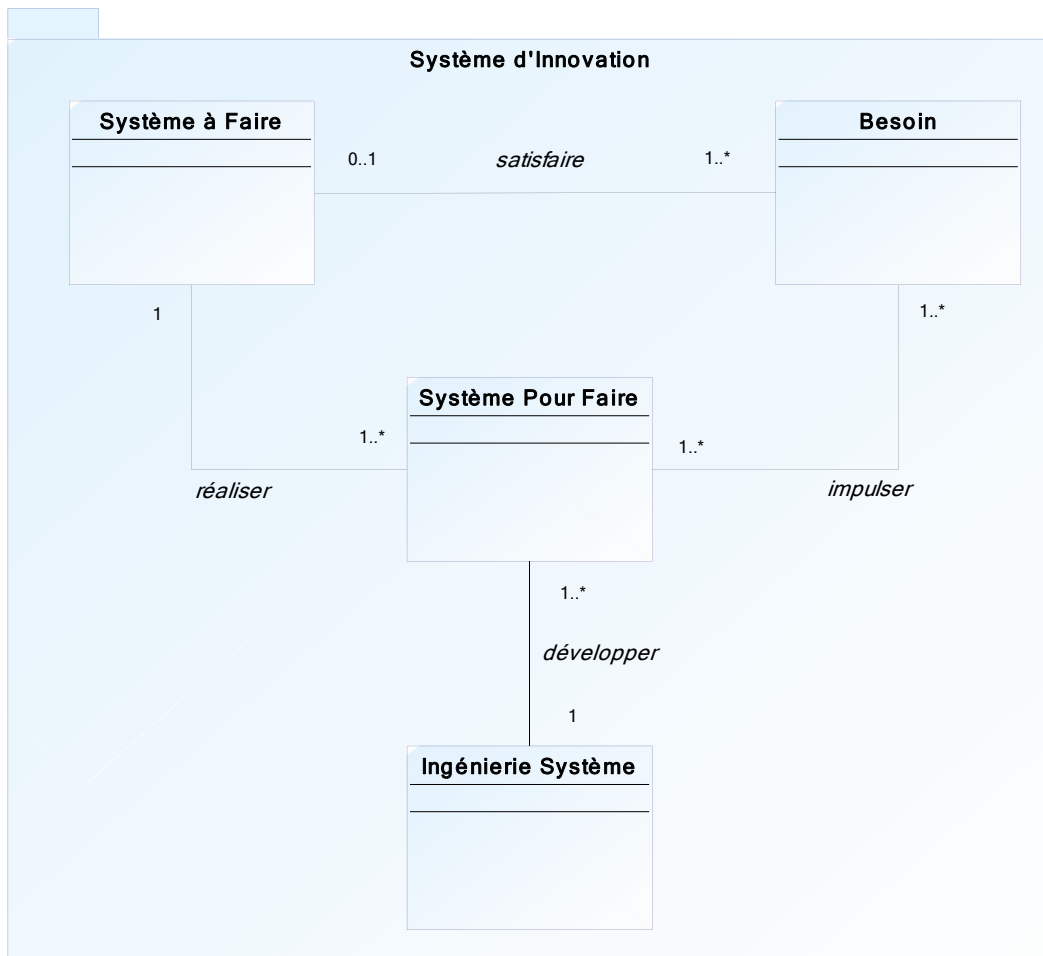 Système d'Innovation
Système à Faire
Besoin
0..1
satisfaire
1..*
1
1..*
Système Pour Faire
1..*
1..*
réaliser
impulser
1..*
développer
1
Ingénierie Système